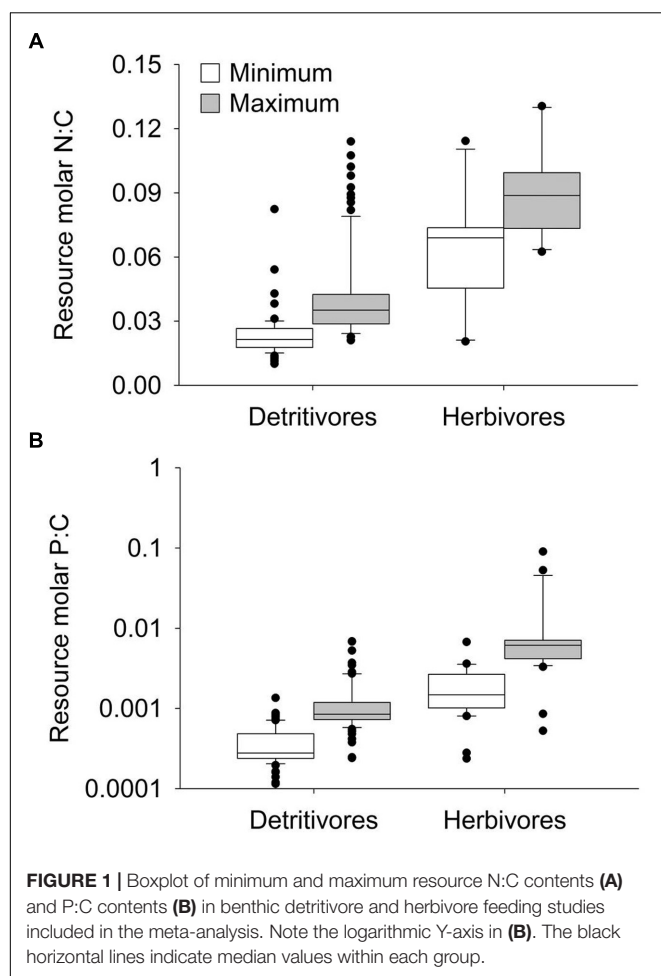 A
Resource molar N:C
0.15
0.12
0.09
0.06
0.03
0.00
Minimum
Maximum
Detritivores Herbivores
B
Resource molar P:C
1
0.1
0.01
0.001
0.0001
Detritivores Herbivores
FIGURE 1 | Boxplot of minimum and maximum resource N:C contents (A)
and P:C contents (B) in benthic detritivore and herbivore feeding studies
included in the meta-analysis. Note the logarithmic Y-axis in (B). The black
horizontal lines indicate median values within each group.